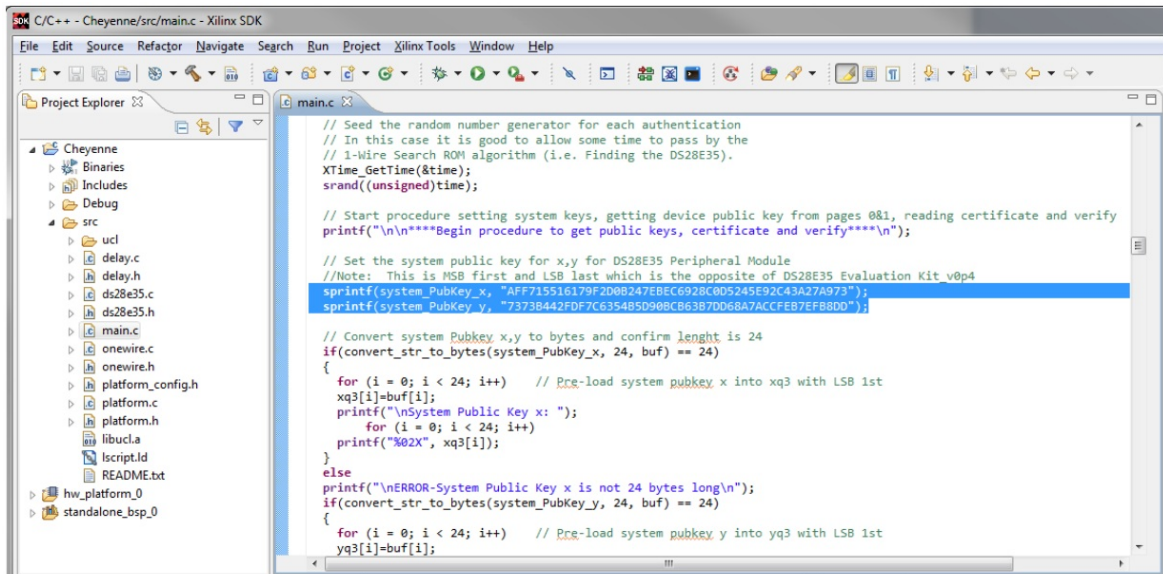 C/C++ - Cheyenne/src/main.c - Xilinx SDK
File Edit Source Refactor Navigate Search Run Project Xilinx Tools Window Help
Project Explorer
Cheyenne
Binaries
Includes
Debug
src
ucl
delay.c
delay.h
ds28e35.c
ds28e35.h
main.c
onewire.c
onewire.h
platform_config.h
platform.c
platform.h
libucl.a
lscript.ld
README.txt
hw_platform_0
standalone_bsp_0
main.c
// Seed the random number generator for each authentication
// In this case it is good to allow some time to pass by the
// 1-Wire Search ROM algorithm (i.e. Finding the DS28E35).
XTime_GetTime(&time);
srand((unsigned)time);
// Start procedure setting system keys, getting device public key from pages 0&1, reading certificate and verify
printf("\n\n****Begin procedure to get public keys, certificate and verify****\n");
// Set the system public key for x,y for DS28E35 Peripheral Module
//Note:  This is MSB first and LSB last which is the opposite of DS28E35 Evaluation Kit_v0p4
sprintf(system_PubKey_x, "AFF715516179F2D0B247EBEC6928C0D5245E92C43A27A973");
sprintf(system_PubKey_y, "7373B442FDF7C6354B5D90BCB63B7DD68A7ACCFEB7EFB8DD");
// Convert system Pubkey x,y to bytes and confirm lenght is 24
if(convert_str_to_bytes(system_PubKey_x, 24, buf) == 24)
{
for (i = 0; i < 24; i++)    // Pre-load system pubkey x into xq3 with LSB 1st
xq3[i]=buf[i];
printf("\nSystem Public Key x: ");
for (i = 0; i < 24; i++)
printf("%02X", xq3[i]);
}
else
printf("\nERROR-System Public Key x is not 24 bytes long\n");
if(convert_str_to_bytes(system_PubKey_y, 24, buf) == 24)
{
for (i = 0; i < 24; i++)    // Pre-load system pubkey y into yq3 with LSB 1st
yq3[i]=buf[i];